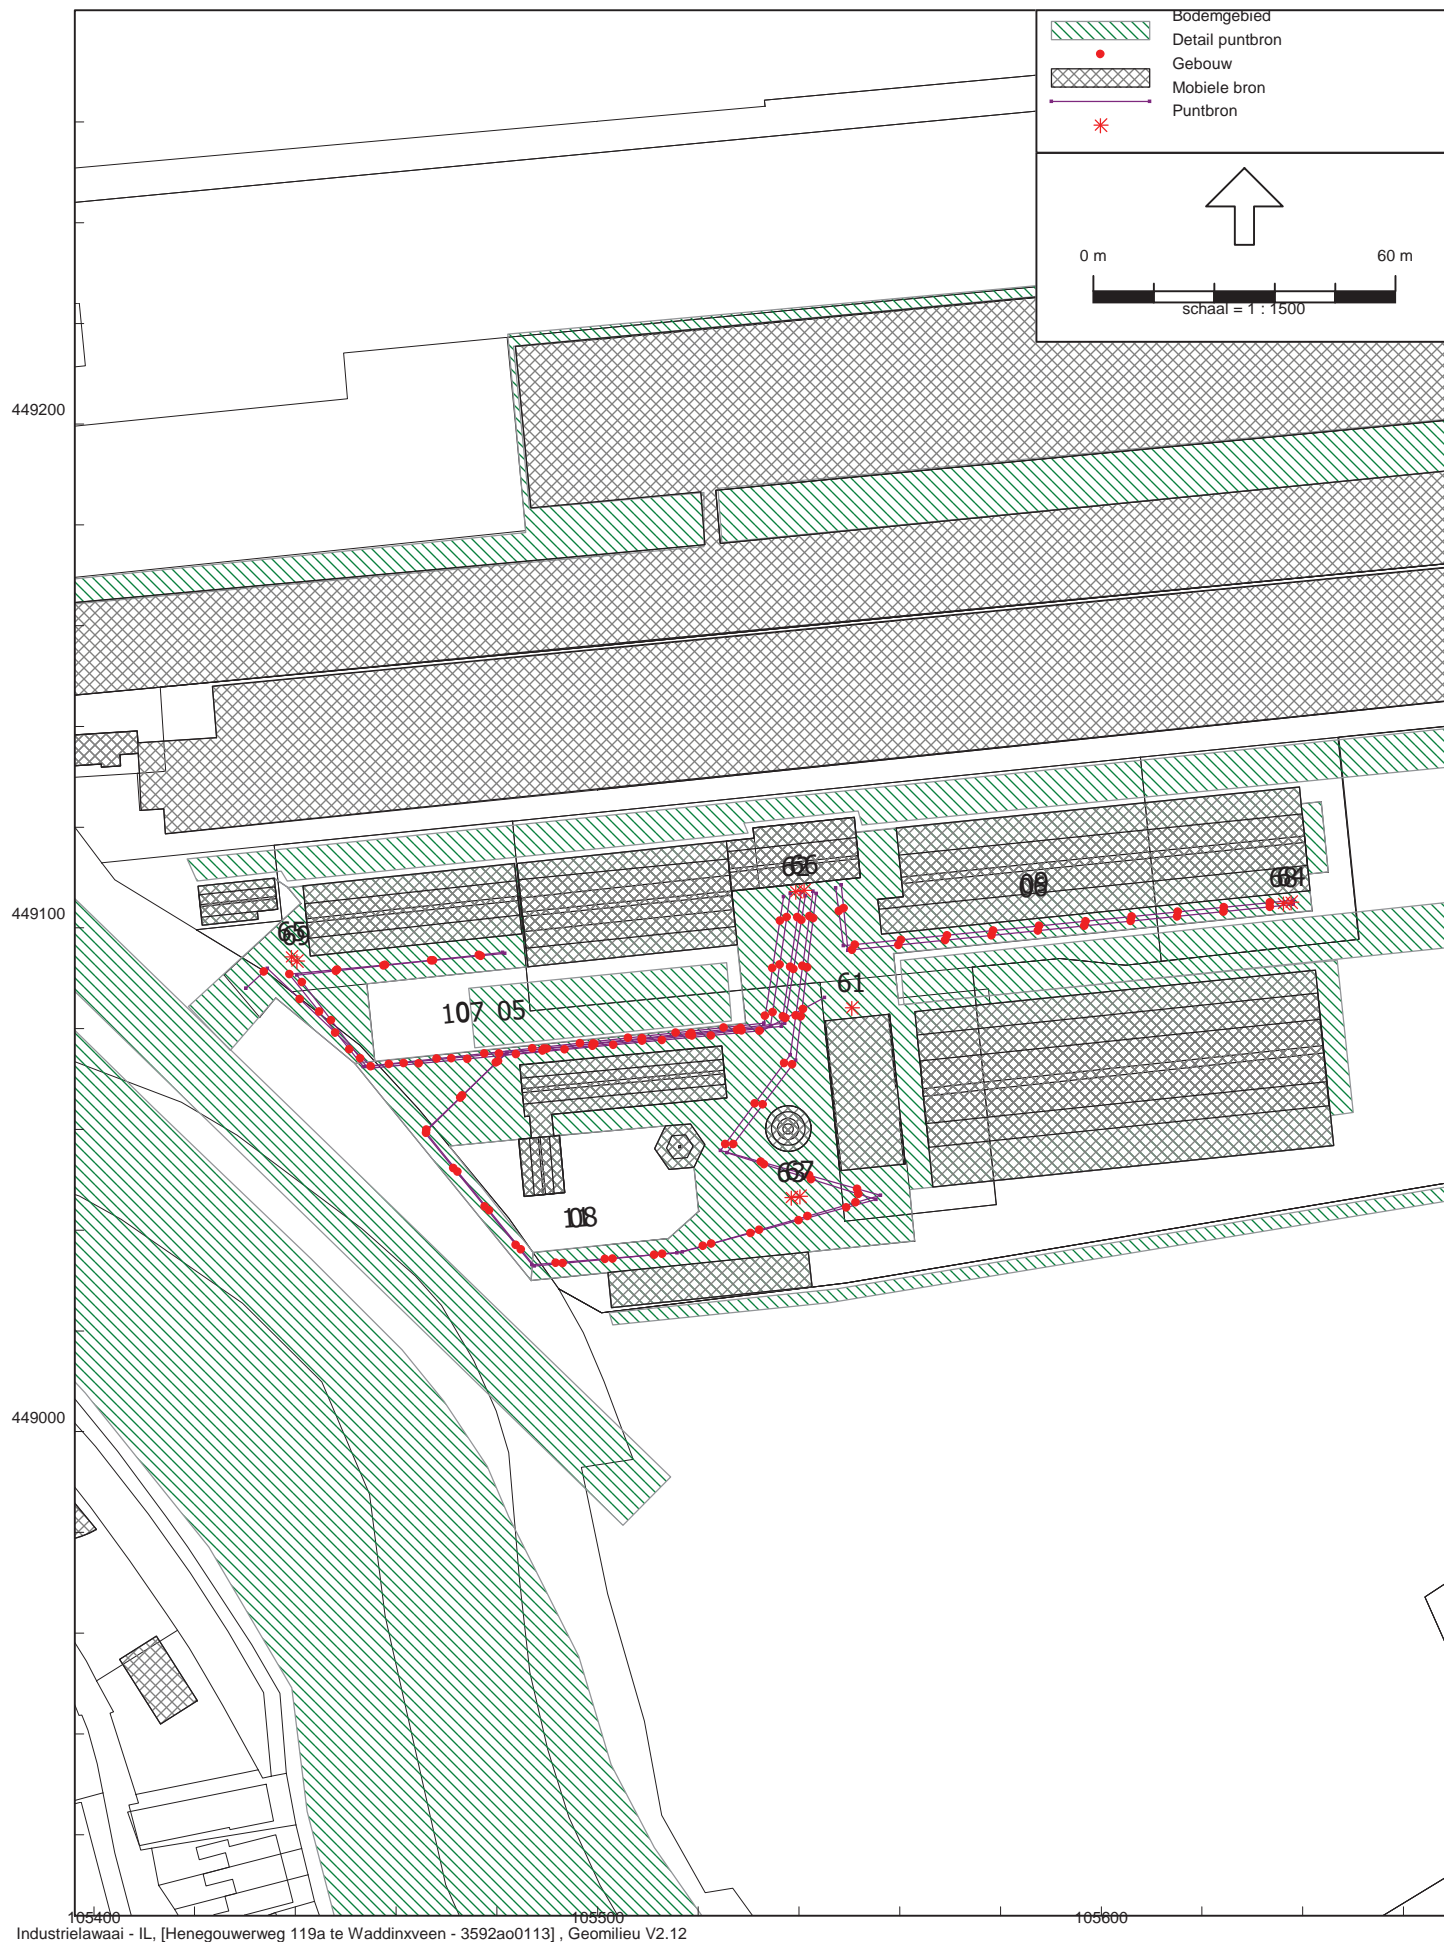 Bodemgebied
Detail puntbron
Gebouw
Mobiele bron
Puntbron
0 m
60 m
schaal = 1 : 1500
449200
449100
61
05
449000
105400
105500
105600
Industrielawaai - IL, [Henegouwerweg 119a te Waddinxveen - 3592ao0113] , Geomilieu V2.12